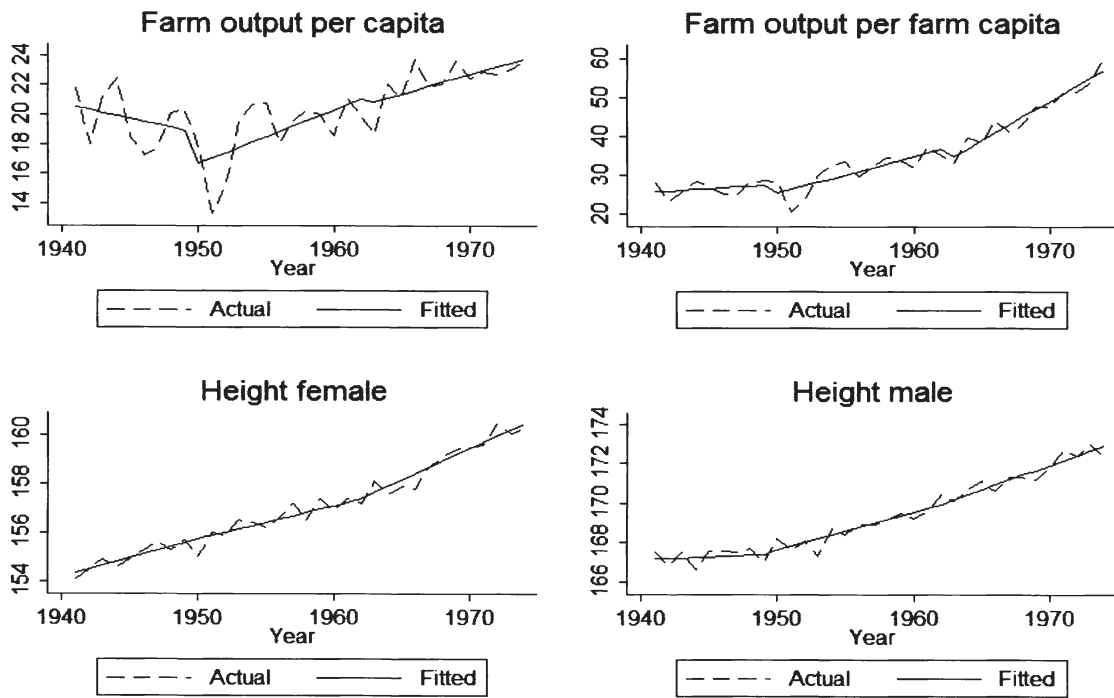 Farm output per capita
24
22
20
18
16
14
1940 1950 1960 1970
Year
Actual Fitted
Farm output per farm capita
60
50
40
30
20
1940 1950 1960 1970
Year
Actual Fitted
Height female
160
158
156
154
1940 1950 1960 1970
Year
Actual Fitted
Height male
174
172
170
168
166
1940 1950 1960 1970
Year
Actual Fitted